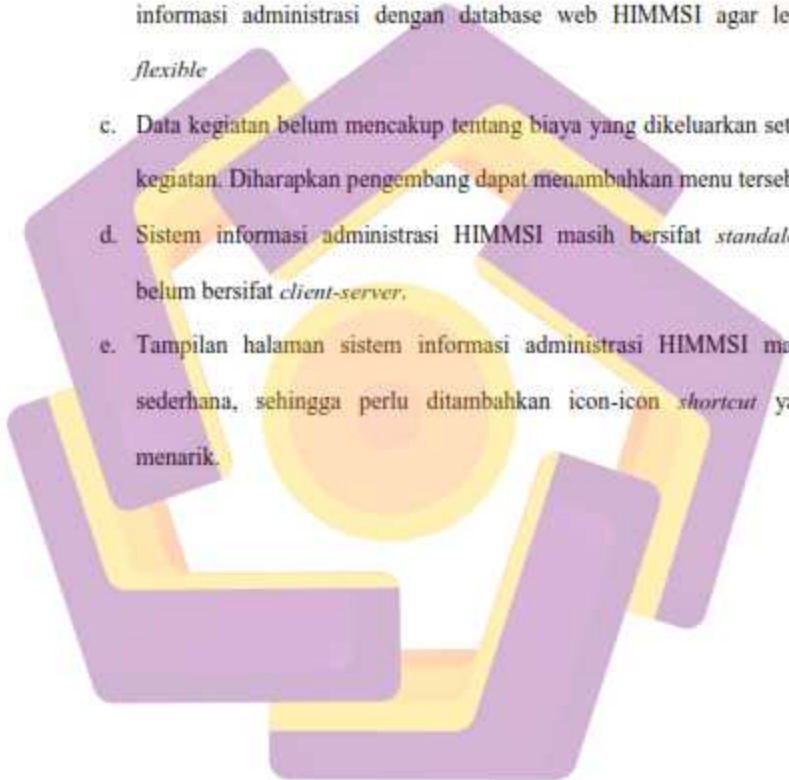 informasi administrasi dengan database web HIMMSI agar le
flexible
c. Data kegiatan belum mencakup tentang biaya yang dikeluarkan set
kegiatan. Diharapkan pengembang dapat menambahkan menu terseb
d. Sistem informasi administrasi HIMMSI masih bersifat standal
belum bersifat client-server.
e. Tampilan halaman sistem informasi administrasi HIMMSI ma
sederhana, sehingga perlu ditambahkan icon-icon shortcut ya
menarik.